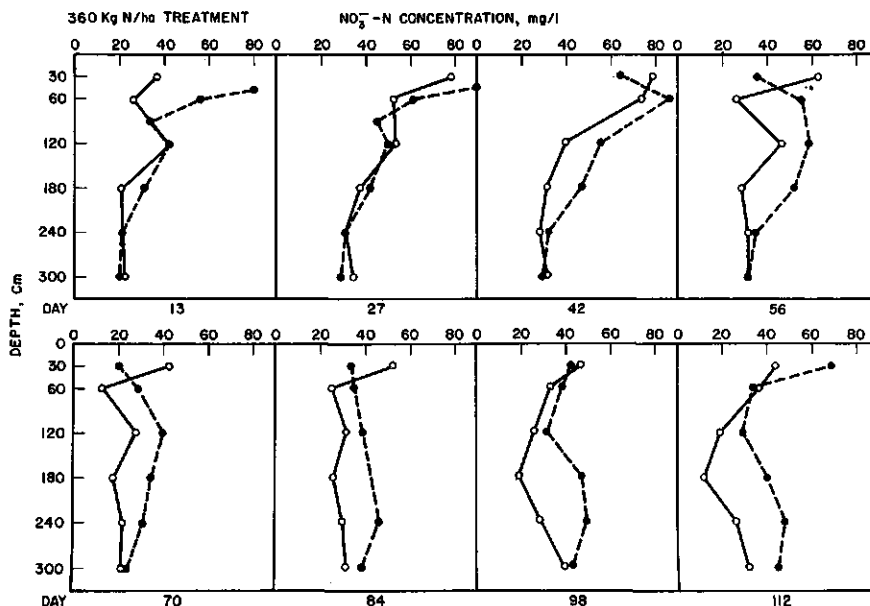 360 Kg N/ha TREATMENT NO₃⁻-N CONCENTRATION, mg/l
0 20 40 60 80 0 20 40 60 80 0 20 40 60 80 0 20 40 60 80
30
60
120
180
240
300
DAY 13 27 42 56
DEPTH, Cm
0 20 40 60 80 0 20 40 60 80 0 20 40 60 80 0 20 40 60 80
0
30
60
120
180
240
300
DAY 70 84 98 112